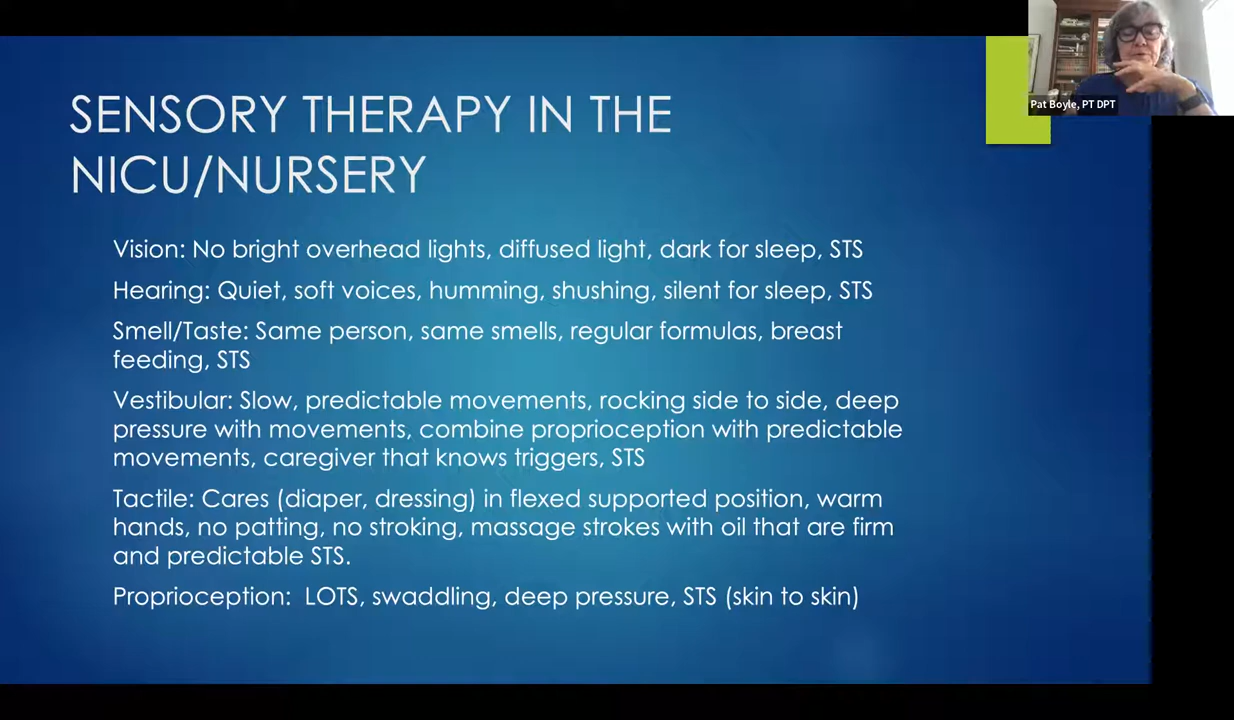 SENSORY THERAPY IN THE
NICU/NURSERY
Vision: No bright overhead lights, diffused light, dark for sleep, STS
Hearing: Quiet, soft voices, humming, shushing, silent for sleep, STS
Smell/Taste: Same person, same smells, regular formulas, breast
feeding, STS
Vestibular: Slow, predictable movements, rocking side to side, deep
pressure with movements, combine proprioception with predictable
movements, caregiver that knows triggers, STS
Tactile: Cares (diaper, dressing) in flexed supported position, warm
hands, no patting, no stroking, massage strokes with oil that are firm
and predictable STS.
Proprioception: LOTS, swaddling, deep pressure, STS (skin to skin)
Pat Boyle, PT DPT